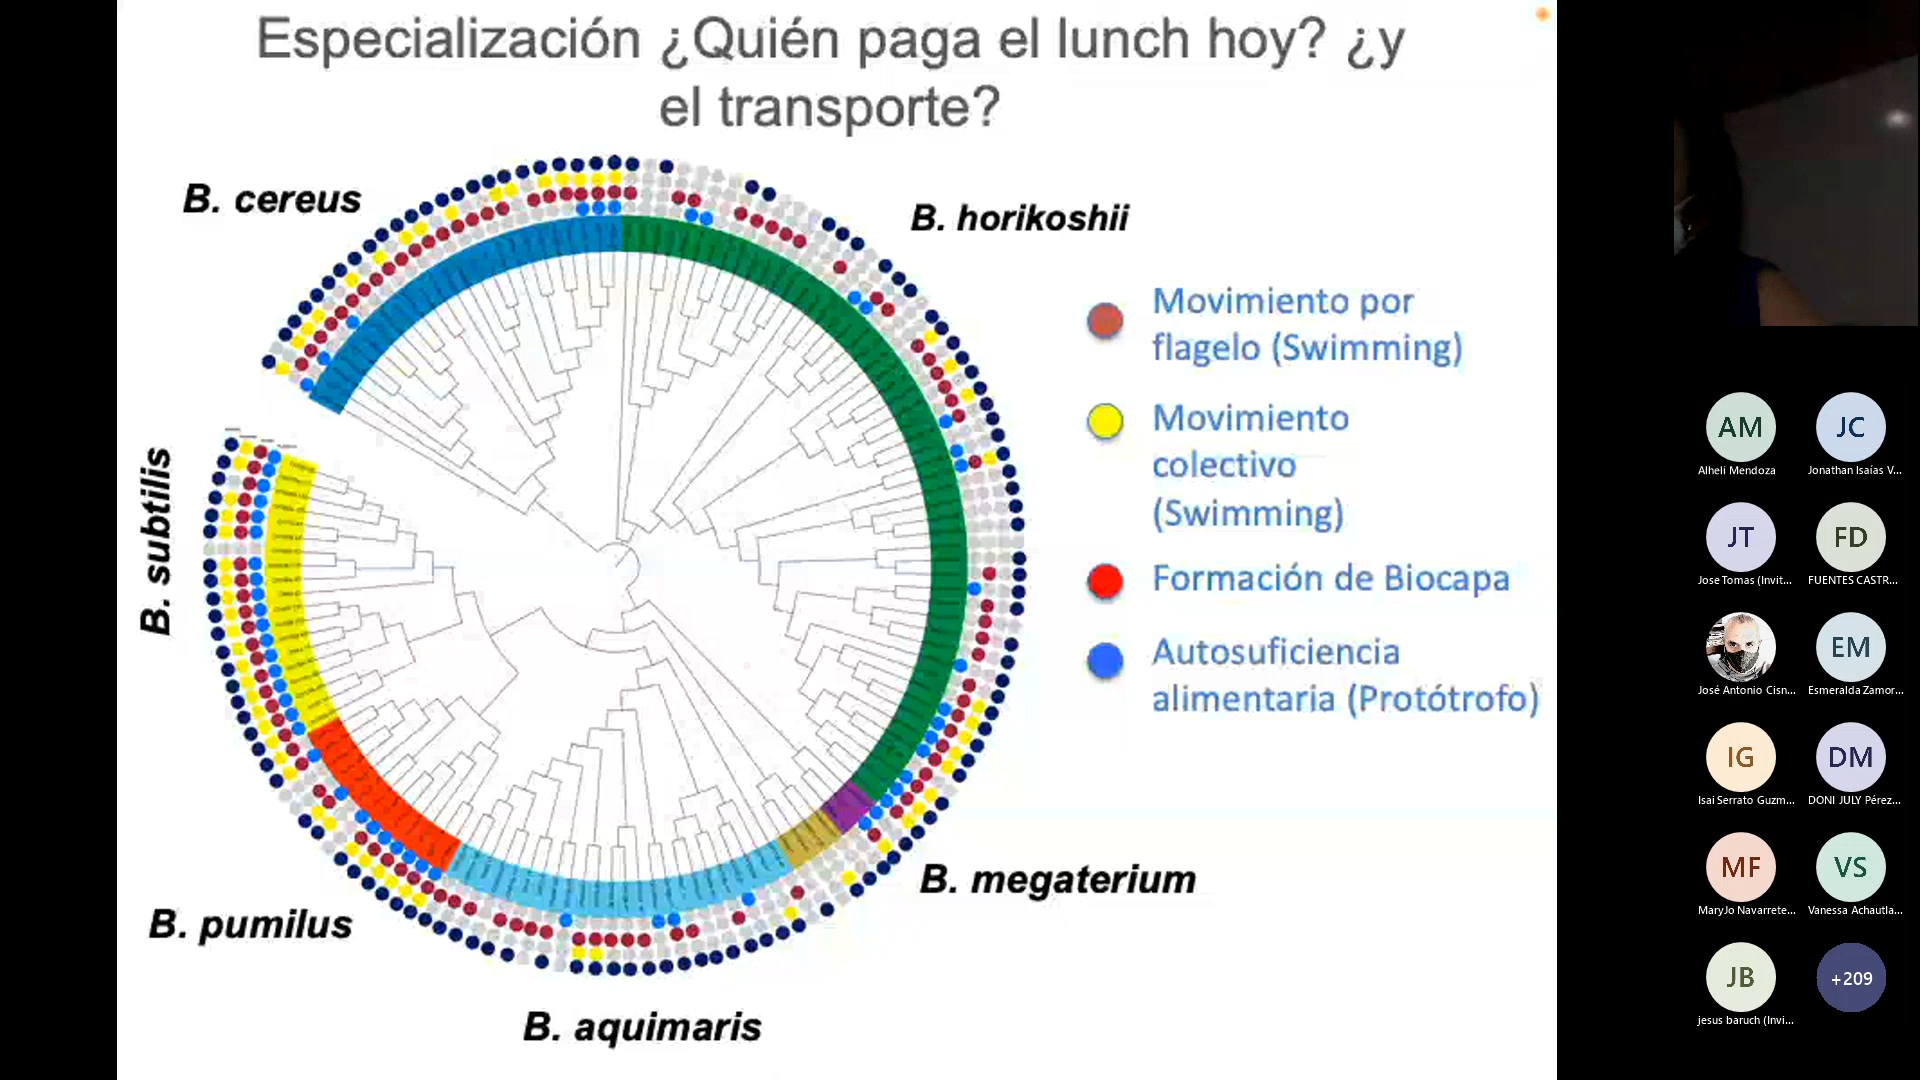 Especialización ¿Quién paga el lunch hoy? ¿y
el transporte?
B. cereus
B. horikoshii
B. subtilis
B. pumilus
B. aquimaris
B. megaterium
Movimiento por
flagelo (Swimming)
Movimiento
colectivo
(Swimming)
Formación de Biocapa
Autosuficiencia
alimentaria (Protótrofo)
AM
Alheli Mendoza
JC
Jonathan Isaías V...
JT
Jose Tomas (Invit...
FD
FUENTES CASTR...
José Antonio Cisn...
EM
Esmeralda Zamor...
IG
Isai Serrato Guzm...
DM
DONI JULY Pérez...
MF
MaryJo Navarrete...
VS
Vanessa Achautla...
JB
jesus baruch (Invi...
+209